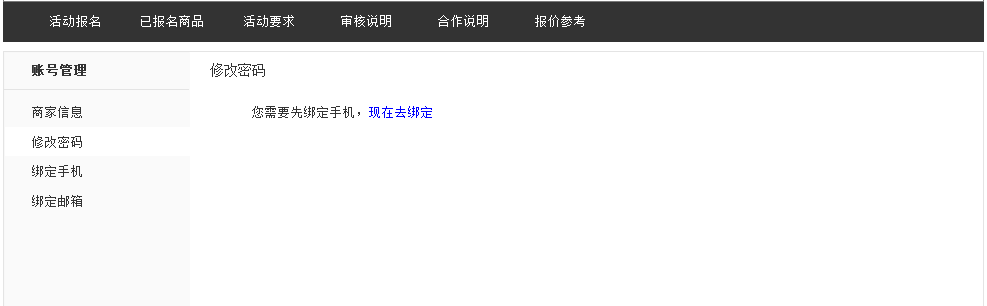 活动报名 已报名商品 活动要求 审核说明 合作说明 报价参考
账号管理
修改密码
商家信息
您需要先绑定手机，现在去绑定
修改密码
绑定手机
绑定邮箱